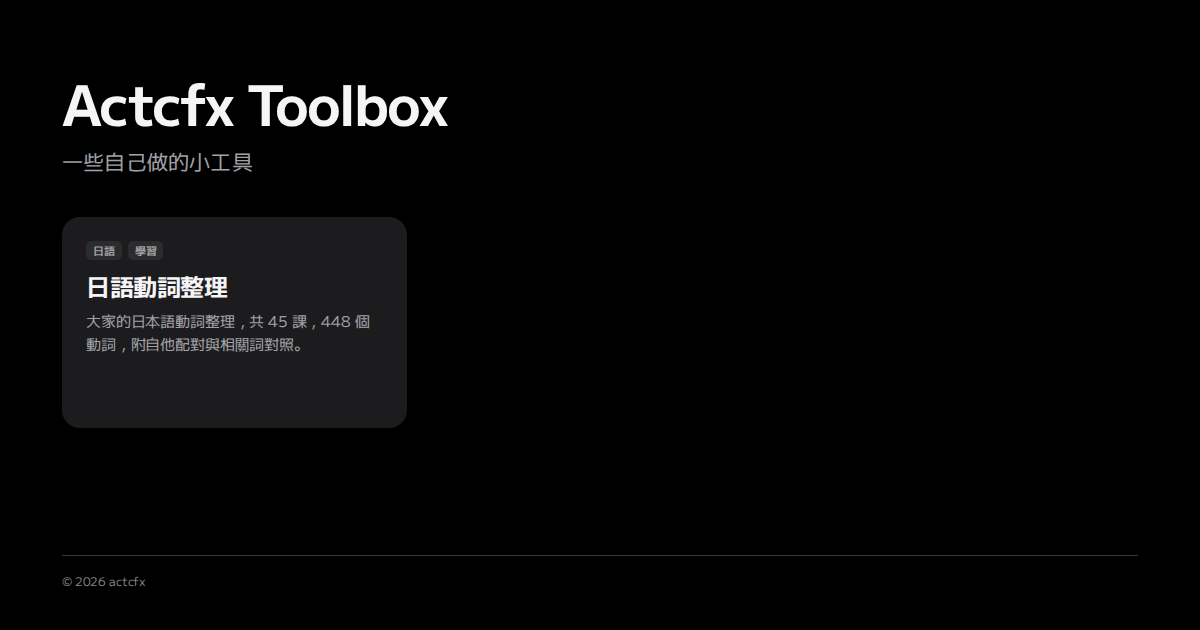 Actcfx Toolbox
一些自己做的小工具
日語 學習
日語動詞整理
大家的日本語動詞整理，共 45 課，448 個
動詞，附自他配對與相關詞對照。
© 2026 actcfx